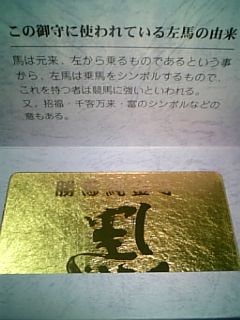 この御守に使われている左馬の由来
馬は元来、左から乗るものであるという事
から、左馬は乗馬をシンボルするもので、
これを持つ者は競馬に強いといわれる。
又、招福・千客万来・富のシンボルなどの
意もある。